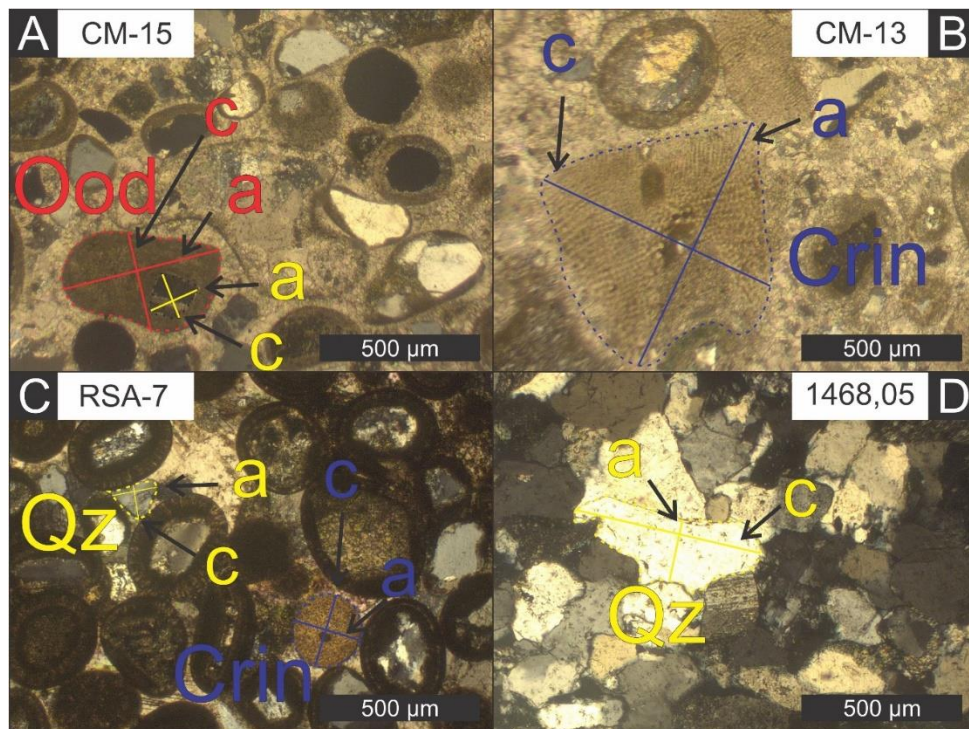 A CM-15
c
Ood a
a
c
500 µm
CM-13 B
c
a
Crin
500 µm
C RSA-7
a
Qz
c
c
a
Crin
500 µm
1468,05 D
a
c
Qz
500 µm